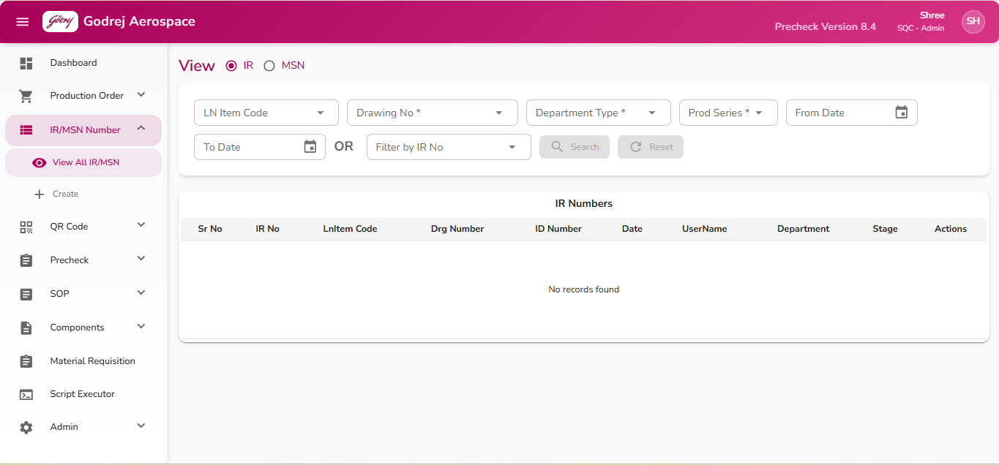 Godrej
Godrej Aerospace
Precheck Version 8.4
Shree
SQC - Admin
SH
Dashboard
Production Order
IR/MSN Number
View All IR/MSN
Create
QR Code
Precheck
SOP
Components
Material Requisition
Script Executor
Admin
View IR MSN
LN Item Code Drawing No * Department Type * Prod Series * From Date
To Date OR Filter by IR No Search Reset
IR Numbers
Sr No IR No LnItem Code Drg Number ID Number Date UserName Department Stage Actions
No records found